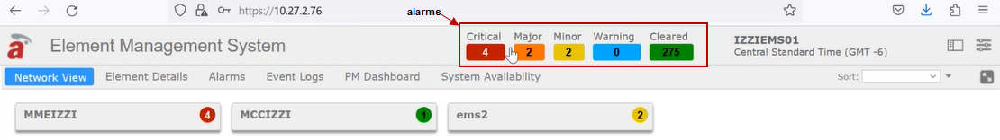 https://10.27.2.76
alarms
Critical Major Minor Warning Cleared
4 2 2 0 275
Element Management System
IZZIEMS01
Central Standard Time (GMT -6)
Network View Element Details Alarms Event Logs PM Dashboard System Availability Sort:
MMEIZZI 4 MCCIZZI 1 ems2 2